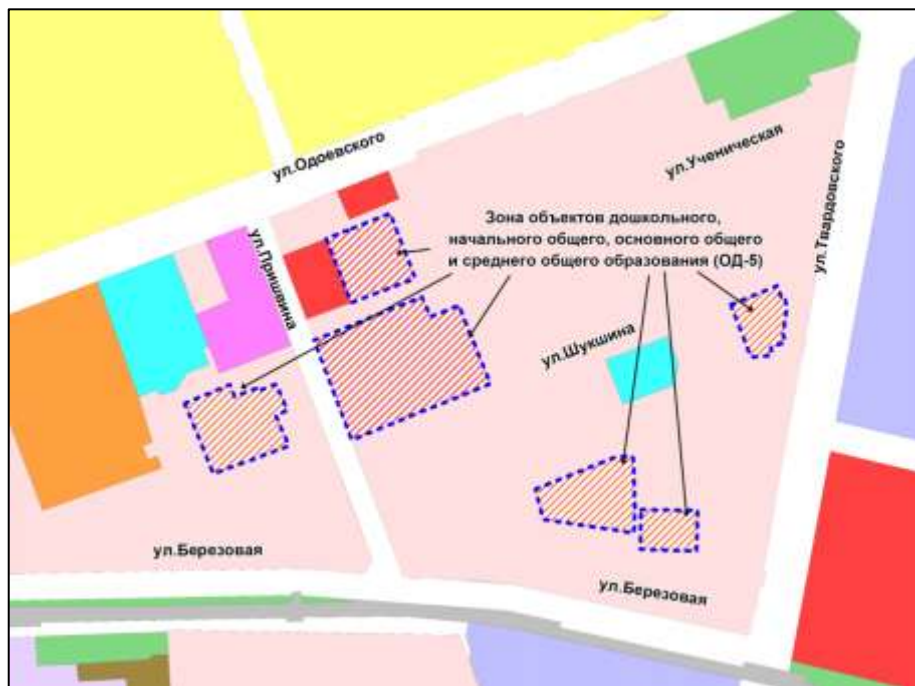 ул.Одоевского
ул.Ученическая
ул.Пришвина
Зона объектов дошкольного,
начального общего, основного общего
и среднего общего образования (ОД-5)
ул.Твардовского
ул.Шукшина
ул.Березовая
ул.Березовая